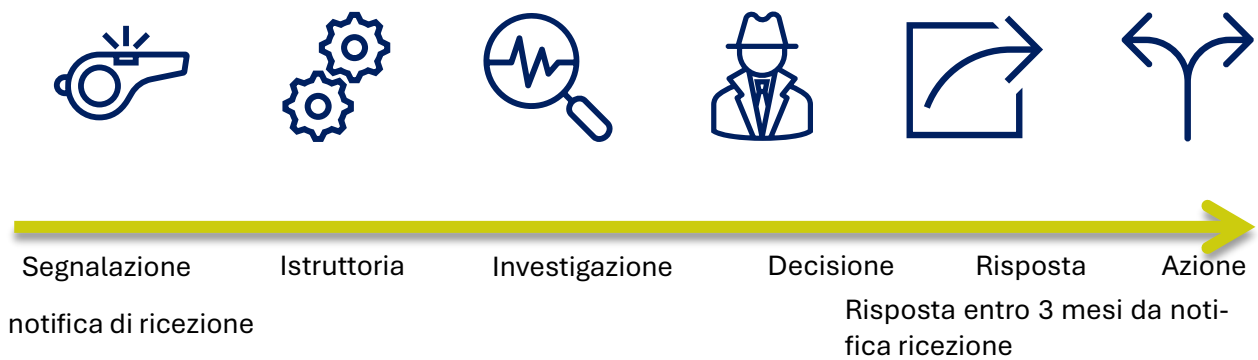 Segnalazione
Istruttoria
Investigazione
Decisione
Risposta
Azione
notifica di ricezione
Risposta entro 3 mesi da noti-
fica ricezione